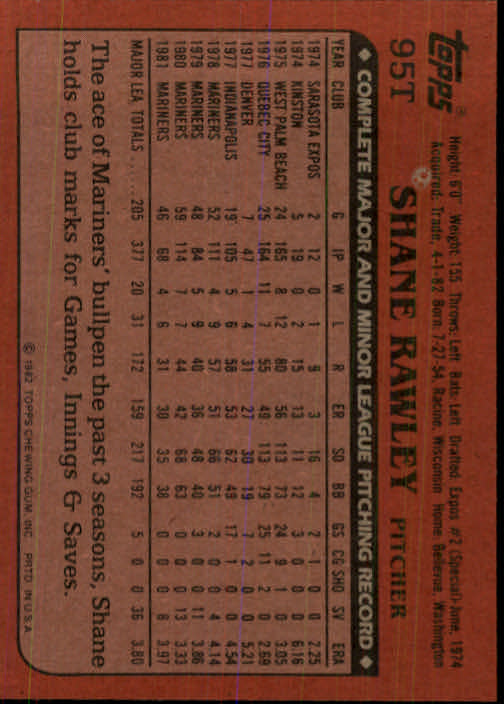 topps®
95T SHANE RAWLEY PITCHER
Height: 6'0" Weight: 155 Throws: Left Bats: Left Drafted: Expos #2 (Special)-June, 1974
Acquired: Trade, 4-1-82 Born: 7-27-54, Racine, Wisconsin Home: Bellevue, Washington
◆ COMPLETE MAJOR AND MINOR LEAGUE PITCHING RECORD ◆
YEAR CLUB G IP W L R ER SO BB GS CG SHO SV ERA
1974 SARASOTA EXPOS 2 12 0 1 9 3 16 4 2 1 0 0 2.25
1974 KINSTON 5 19 0 2 15 13 11 12 3 0 0 0 6.16
1975 WEST PALM BEACH 24 165 8 12 80 56 113 73 24 9 1 0 3.05
1976 QUEBEC CITY 25 164 11 7 55 49 113 79 25 11 2 0 2.69
1977 DENVER 7 47 1 4 31 27 30 19 7 2 0 0 5.21
1977 INDIANAPOLIS 19 105 5 6 58 53 62 49 17 1 0 0 4.54
1978 MARINERS 52 111 4 9 57 51 66 51 2 0 0 4 4.14
1979 MARINERS 48 84 5 9 40 36 48 40 3 0 0 11 3.86
1980 MARINERS 59 114 7 7 44 42 68 63 0 0 0 13 3.33
1981 MARINERS 46 68 4 6 31 30 35 38 0 0 0 8 3.97
MAJOR LEA. TOTALS ..... 205 377 20 31 172 159 217 192 5 0 0 36 3.80
The ace of Mariners' bullpen the past 3 seasons, Shane
holds club marks for Games, Innings & Saves.
© 1982 TOPPS CHEWING GUM, INC. PRTD. IN U.S.A.